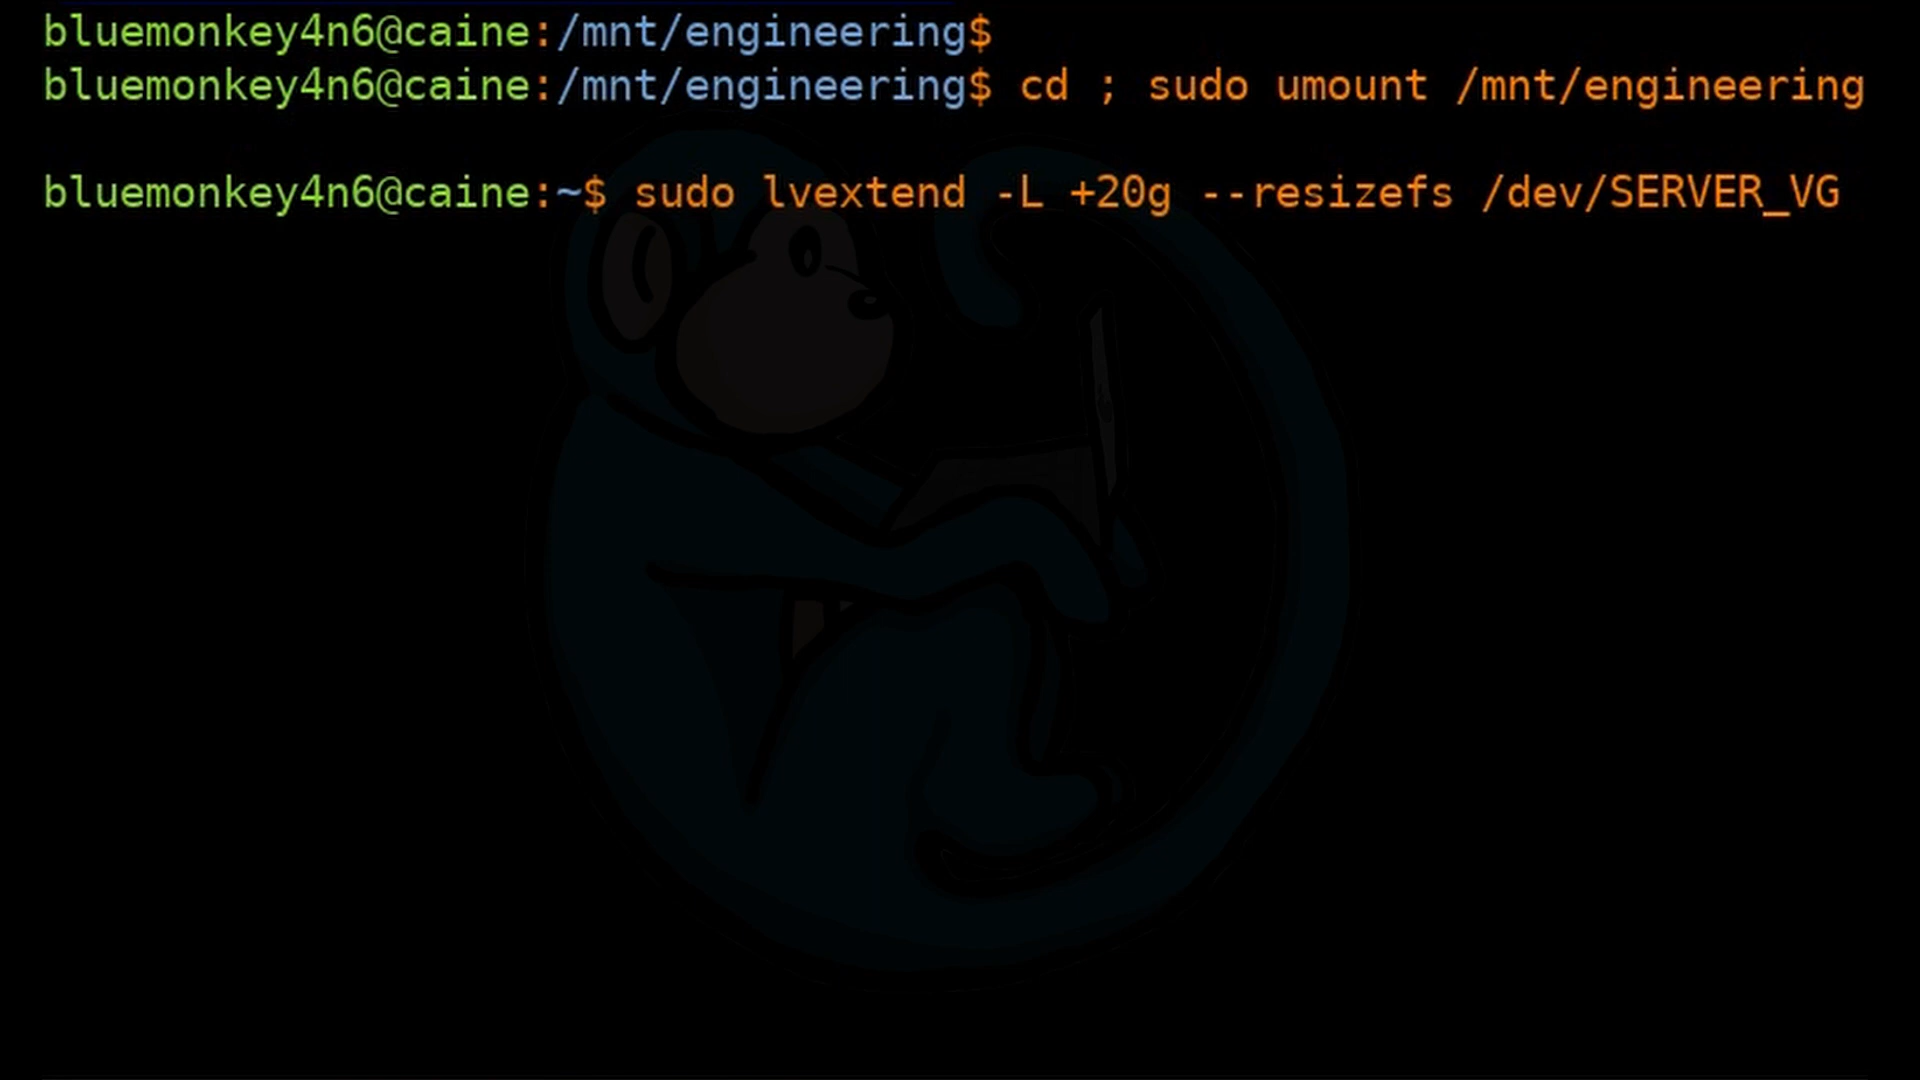 bluemonkey4n6@caine:/mnt/engineering$
bluemonkey4n6@caine:/mnt/engineering$ cd ; sudo umount /mnt/engineering
bluemonkey4n6@caine:~$ sudo lvextend -L +20g --resizefs /dev/SERVER_VG